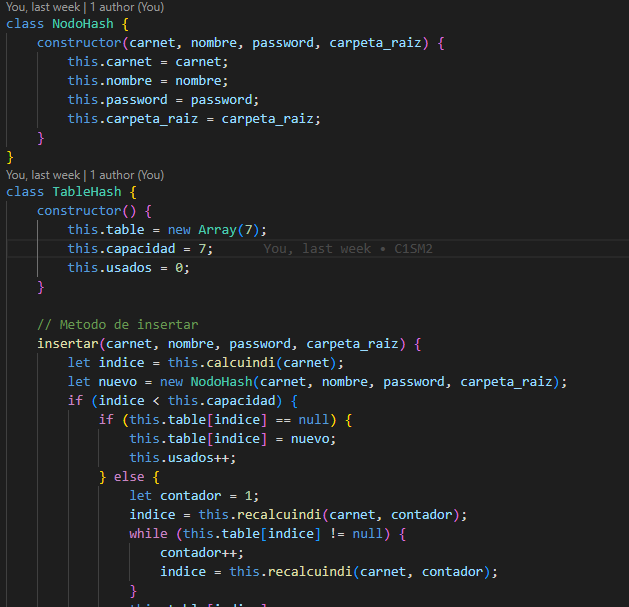 You, last week | 1 author (You)
class NodoHash {
    constructor(carnet, nombre, password, carpeta_raiz) {
        this.carnet = carnet;
        this.nombre = nombre;
        this.password = password;
        this.carpeta_raiz = carpeta_raiz;
    }
}
You, last week | 1 author (You)
class TableHash {
    constructor() {
        this.table = new Array(7);
        this.capacidad = 7;        You, last week • C1SM2
        this.usados = 0;
    }

    // Metodo de insertar
    insertar(carnet, nombre, password, carpeta_raiz) {
        let indice = this.calcuindi(carnet);
        let nuevo = new NodoHash(carnet, nombre, password, carpeta_raiz);
        if (indice < this.capacidad) {
            if (this.table[indice] == null) {
                this.table[indice] = nuevo;
                this.usados++;
            } else {
                let contador = 1;
                indice = this.recalcuindi(carnet, contador);
                while (this.table[indice] != null) {
                    contador++;
                    indice = this.recalcuindi(carnet, contador);
                }